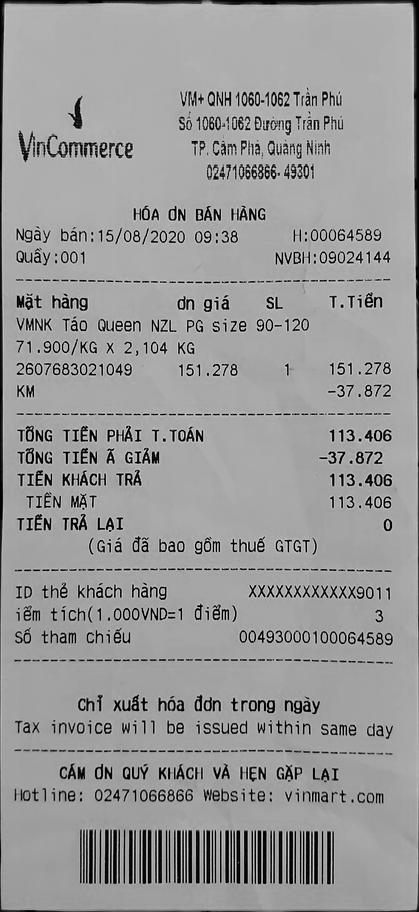 VinCommerce
VM+ QNH 1060-1062 Trần Phú
Số 1060-1062 Đường Trần Phú
TP. Cẩm Phả, Quảng Ninh
02471066866- 49301
HÓA ƠN BÁN HÀNG
Ngày bán:15/08/2020 09:38 H:00064589
Quầy:001 NVBH:09024144
Mặt hàng ơn giá SL T.Tiền
VMNK Táo Queen NZL PG size 90-120
71.900/KG X 2,104 KG
2607683021049 151.278 1 151.278
KM -37.872
TỔNG TIỀN PHẢI T.TOÁN 113.406
TỔNG TIỀN Ã GIẢM -37.872
TIỀN KHÁCH TRẢ 113.406
TIỀN MẶT 113.406
TIỀN TRẢ LẠI 0
(Giá đã bao gồm thuế GTGT)
ID thẻ khách hàng XXXXXXXXXXXX9011
iểm tích(1.000VND=1 điểm) 3
Số tham chiếu 00493000100064589
Chỉ xuất hóa đơn trong ngày
Tax invoice will be issued within same day
CÁM ƠN QUÝ KHÁCH VÀ HẸN GẶP LẠI
Hotline: 02471066866 Website: vinmart.com